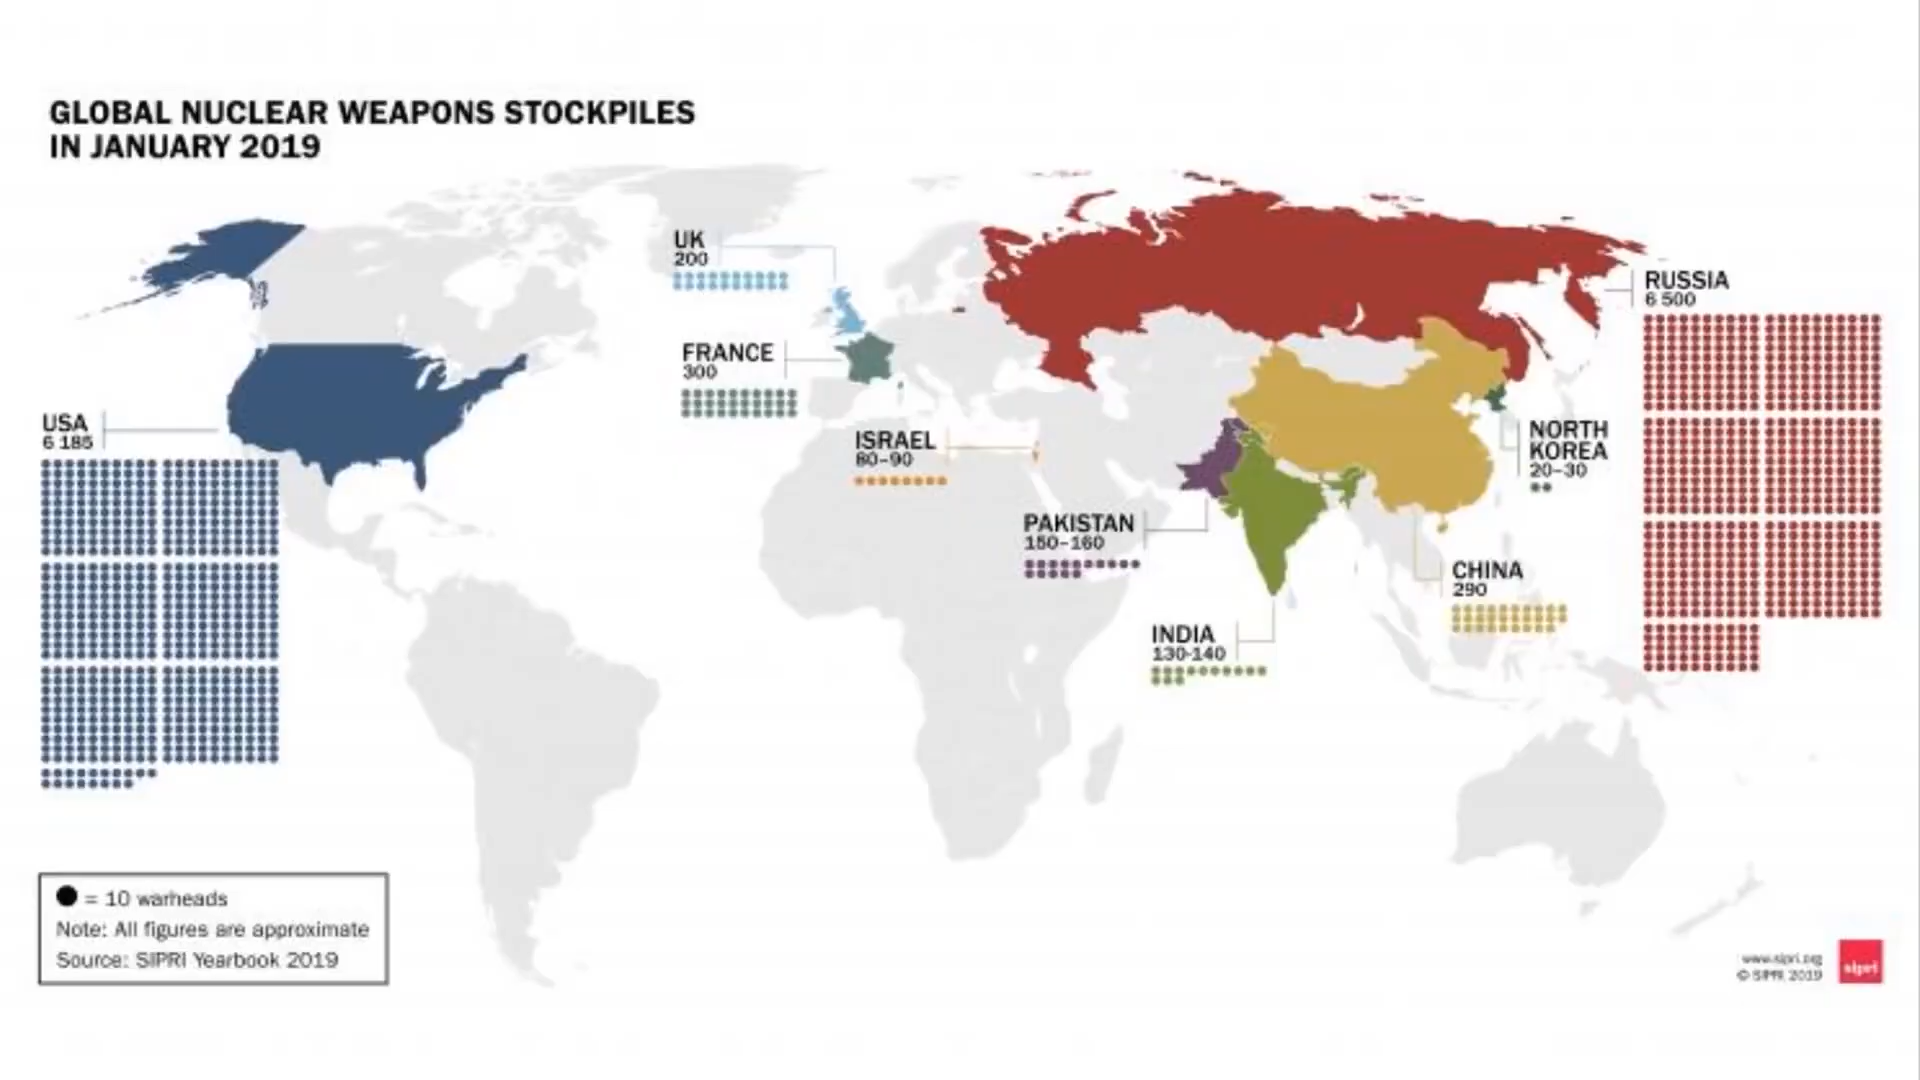 GLOBAL NUCLEAR WEAPONS STOCKPILES
IN JANUARY 2019
UK
200
RUSSIA
6 500
FRANCE
300
USA
6 185
ISRAEL
80–90
NORTH
KOREA
20–30
PAKISTAN
150–160
CHINA
290
INDIA
130-140
= 10 warheads
Note: All figures are approximate
Source: SIPRI Yearbook 2019
www.sipri.org
© SIPRI 2019
sipri